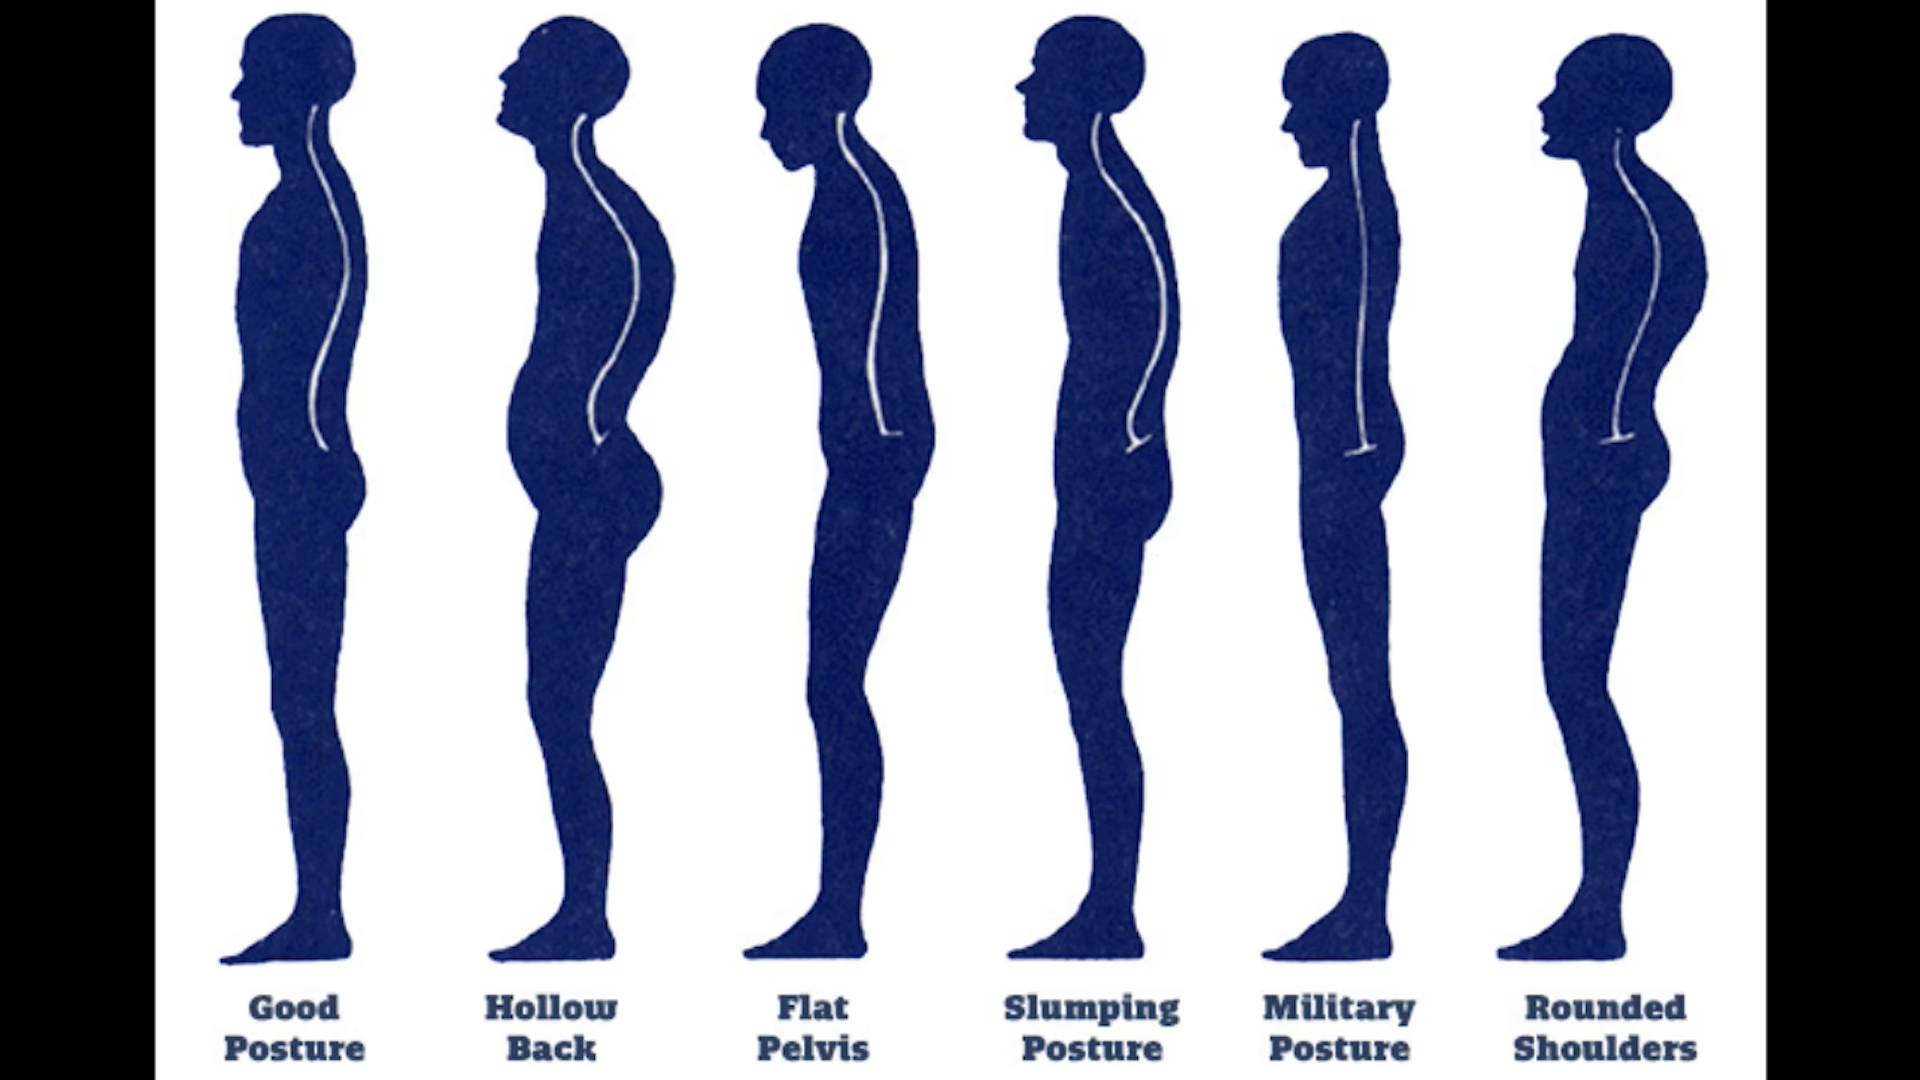 Good
Posture
Hollow
Back
Flat
Pelvis
Slumping
Posture
Military
Posture
Rounded
Shoulders